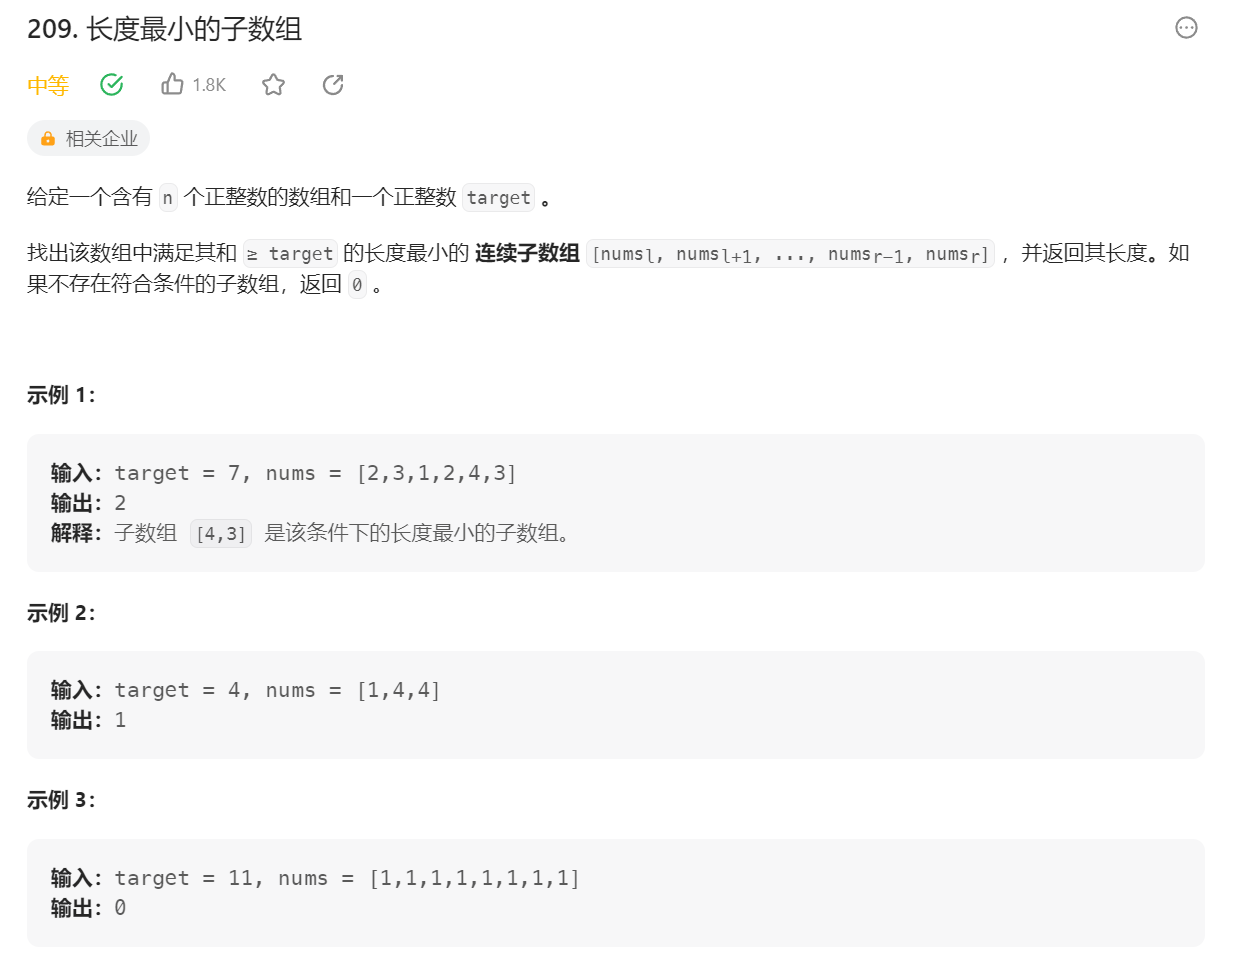 209. 长度最小的子数组
中等 1.8K
相关企业
给定一个含有 n 个正整数的数组和一个正整数 target 。
找出该数组中满足其和 ≥ target 的长度最小的 连续子数组 [numsl, numsl+1, ..., numsr-1, numsr] ，并返回其长度。如
果不存在符合条件的子数组，返回 0 。
示例 1：
输入：target = 7, nums = [2,3,1,2,4,3]
输出：2
解释：子数组 [4,3] 是该条件下的长度最小的子数组。
示例 2：
输入：target = 4, nums = [1,4,4]
输出：1
示例 3：
输入：target = 11, nums = [1,1,1,1,1,1,1,1]
输出：0